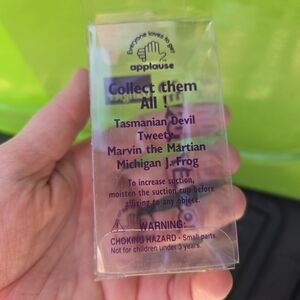 Everyone loves to get
applause
Collect them
All !
Tasmanian Devil
Tweety
Marvin the Martian
Michigan J. Frog
To increase suction,
moisten the suction cup before
affixing to any object.
WARNING:
CHOKING HAZARD - Small parts.
Not for children under 3 years.